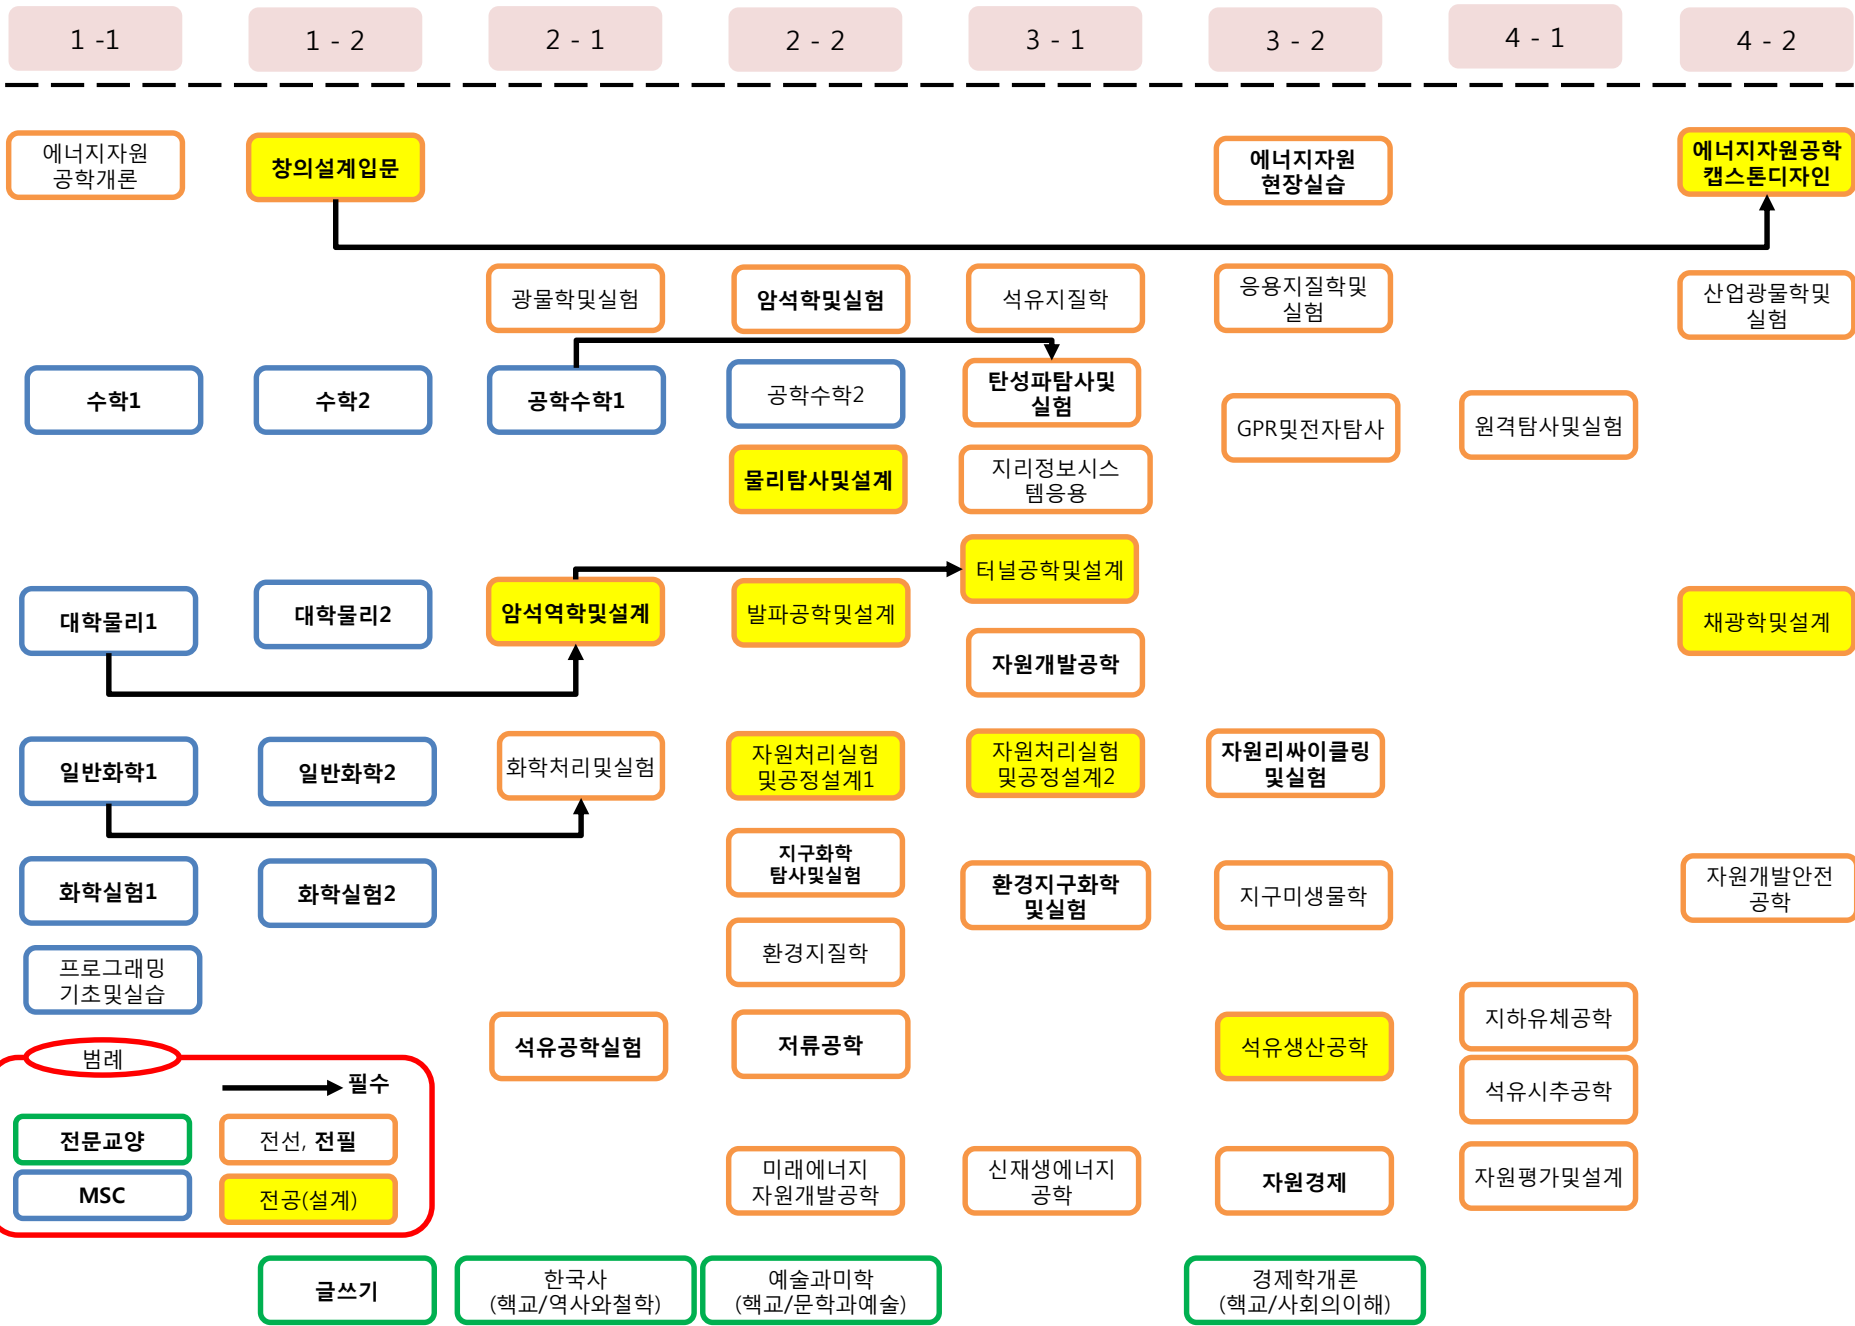 1 -1
1 - 2
2 - 1
2 - 2
3 - 1
3 - 2
4 - 1
4 - 2
에너지자원
공학개론
창의설계입문
에너지자원
현장실습
에너지자원공학
캡스톤디자인
광물학및실험
암석학및실험
석유지질학
응용지질학및
실험
산업광물학및
실험
수학1
수학2
공학수학1
공학수학2
탄성파탐사및
실험
GPR및전자탐사
원격탐사및실험
물리탐사및설계
지리정보시스
템응용
터널공학및설계
대학물리1
대학물리2
암석역학및설계
발파공학및설계
채광학및설계
자원개발공학
일반화학1
일반화학2
화학처리및실험
자원처리실험
및공정설계1
자원처리실험
및공정설계2
자원리싸이클링
및실험
지구화학
탐사및실험
화학실험1
화학실험2
환경지구화학
및실험
지구미생물학
자원개발안전
공학
환경지질학
프로그래밍
기초및실습
석유공학실험
저류공학
석유생산공학
지하유체공학
석유시추공학
범례
필수
전문교양
전선, 전필
MSC
전공(설계)
미래에너지
자원개발공학
신재생에너지
공학
자원경제
자원평가및설계
글쓰기
한국사
(핵교/역사와철학)
예술과미학
(핵교/문학과예술)
경제학개론
(핵교/사회의이해)